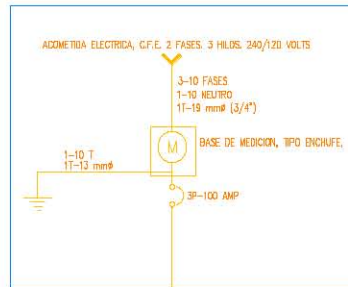 ACOMETIDA ELECTRICA, C.F.E. 2 FASES. 3 HILOS. 240/120 VOLTS
3-10 FASES
1-10 NEUTRO
1T-19 mmø (3/4")
M
BASE DE MEDICION, TIPO ENCHUFE.
1-10 T
1T-13 mmø
3P-100 AMP